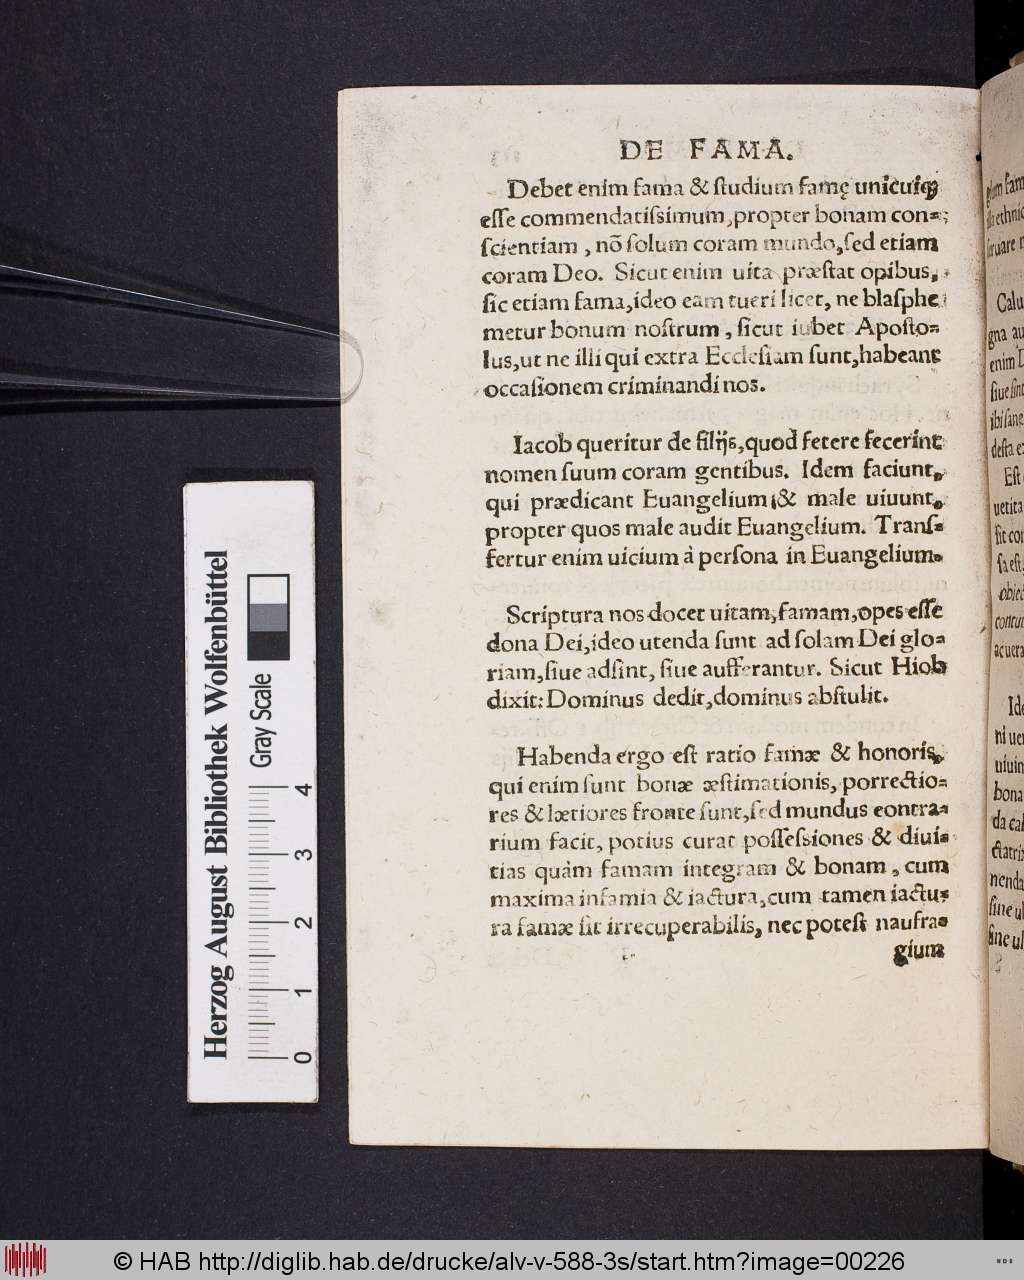 DE FAMA.
Debet enim fama & ſtudium famę unicuiqꝫ
eſſe commendatiſsimum, propter bonam con⸗
ſcientiam, nō ſolum coram mundo, ſed etiam
coram Deo. Sicut enim uita præſtat opibus,
ſic etiam fama, ideo eam tueri licet, ne blaſphe
metur bonum noſtrum, ſicut iubet Apoſto⸗
lus, ut ne illi qui extra Eccleſiam ſunt, habeant
occaſionem criminandi nos.
Iacob queritur de filijs, quod fetere fecerint
nomen ſuum coram gentibus. Idem faciunt,
qui prædicant Euangelium, & male uiuunt,
propter quos male audit Euangelium. Tranſ⸗
fertur enim uicium à perſona in Euangelium.
Scriptura nos docet uitam, famam, opes eſſe
dona Dei, ideo utenda ſunt ad ſolam Dei glo⸗
riam, ſiue adſint, ſiue aufferantur. Sicut Hiob
dixit: Dominus dedit, dominus abſtulit.
Habenda ergo eſt ratio famæ & honoris,
qui enim ſunt bonæ æſtimationis, porrectio⸗
res & lætiores fronte ſunt, ſed mundus contra⸗
rium facit, potius curat poſſeſsiones & diui⸗
tias quàm famam integram & bonam, cum
maxima infamia & iactura, cum tamen iactu⸗
ra famæ ſit irrecuperabilis, nec poteſt naufra⸗
gium
Herzog August Bibliothek Wolfenbüttel
Gray Scale
0 1 2 3 4
© HAB http://diglib.hab.de/drucke/alv-v-588-3s/start.htm?image=00226